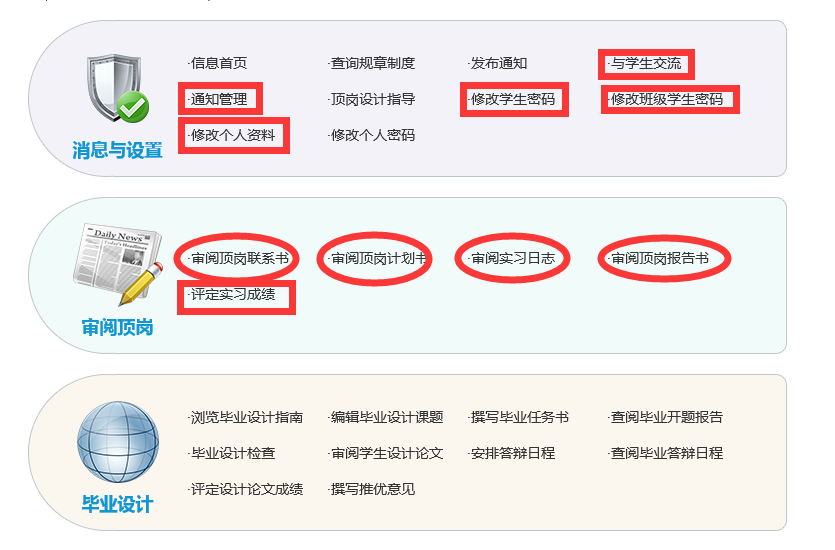 ·信息首页 ·查询规章制度 ·发布通知 ·与学生交流
·通知管理 ·顶岗设计指导 ·修改学生密码 ·修改班级学生密码
·修改个人资料 ·修改个人密码
消息与设置
Daily News
Today's Headlines
·审阅顶岗联系书 ·审阅顶岗计划书 ·审阅实习日志 ·审阅顶岗报告书
·评定实习成绩
审阅顶岗
·浏览毕业设计指南 ·编辑毕业设计课题 ·撰写毕业任务书 ·查阅毕业开题报告
·毕业设计检查 ·审阅学生设计论文 ·安排答辩日程 ·查阅毕业答辩日程
·评定设计论文成绩 ·撰写推优意见
毕业设计